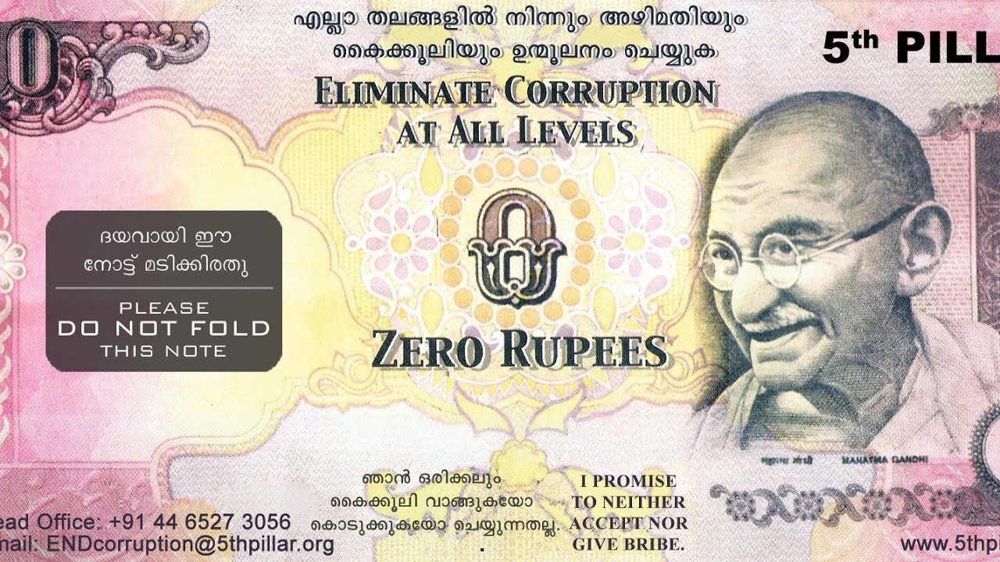 എല്ലാ തലങ്ങളിൽ നിന്നും അഴിമതിയും
കൈക്കൂലിയും ഉന്മൂലനം ചെയ്യുക
5th PILL
ELIMINATE CORRUPTION
AT ALL LEVELS
0
0
ZERO RUPEES
ദയവായി ഈ
നോട്ട് മടിക്കിരതു
PLEASE
DO NOT FOLD
THIS NOTE
MAHATMA GANDHI
ഞാൻ ഒരിക്കലും
കൈക്കൂലി വാങ്ങുകയോ
കൊടുക്കുകയോ ചെയ്യുന്നതല്ല.
I PROMISE
TO NEITHER
ACCEPT NOR
GIVE BRIBE.
ead Office: +91 44 6527 3056
mail: ENDcorruption@5thpillar.org
www.5thpi